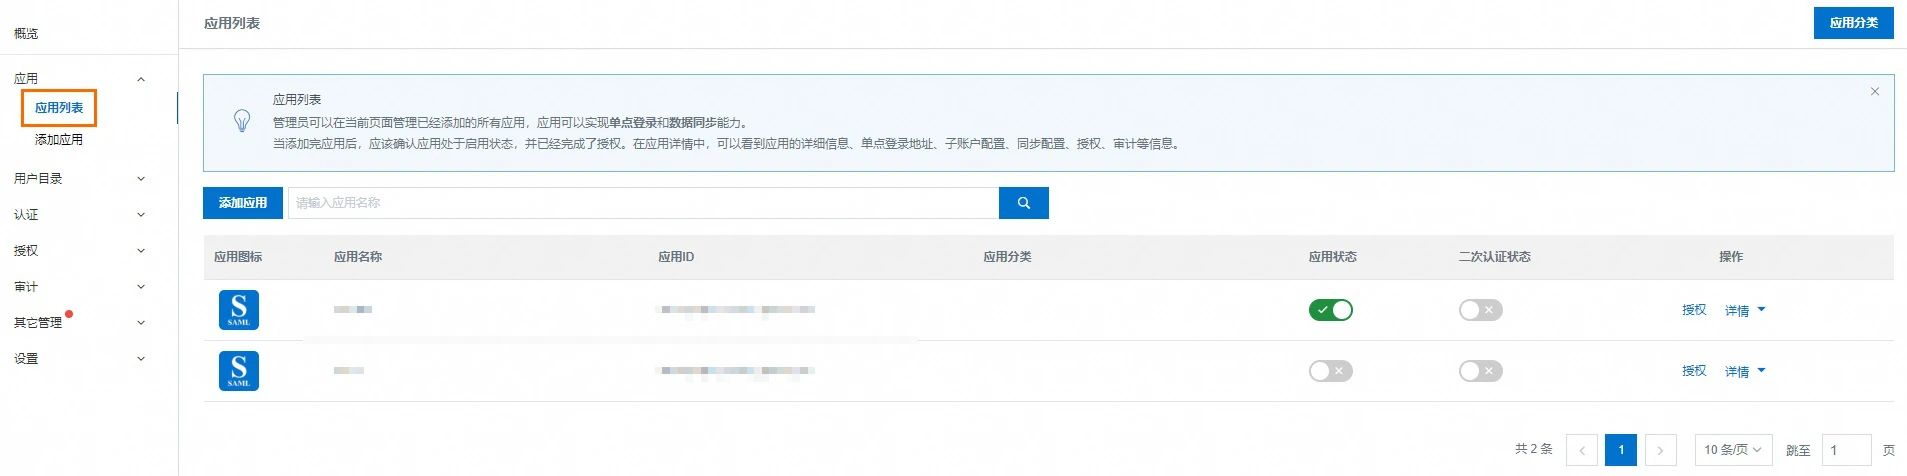 概览
应用
应用列表
添加应用
用户目录
认证
授权
审计
其它管理
设置
应用列表
应用分类
应用列表
管理员可以在当前页面管理已经添加的所有应用，应用可以实现单点登录和数据同步能力。
当添加完应用后，应该确认应用处于启用状态，并已经完成了授权。在应用详情中，可以看到应用的详细信息、单点登录地址、子账户配置、同步配置、授权、审计等信息。
添加应用 请输入应用名称
应用图标 应用名称 应用ID 应用分类 应用状态 二次认证状态 操作
S SAML 授权 详情
S SAML 授权 详情
共 2 条 1 10 条/页 跳至 1 页